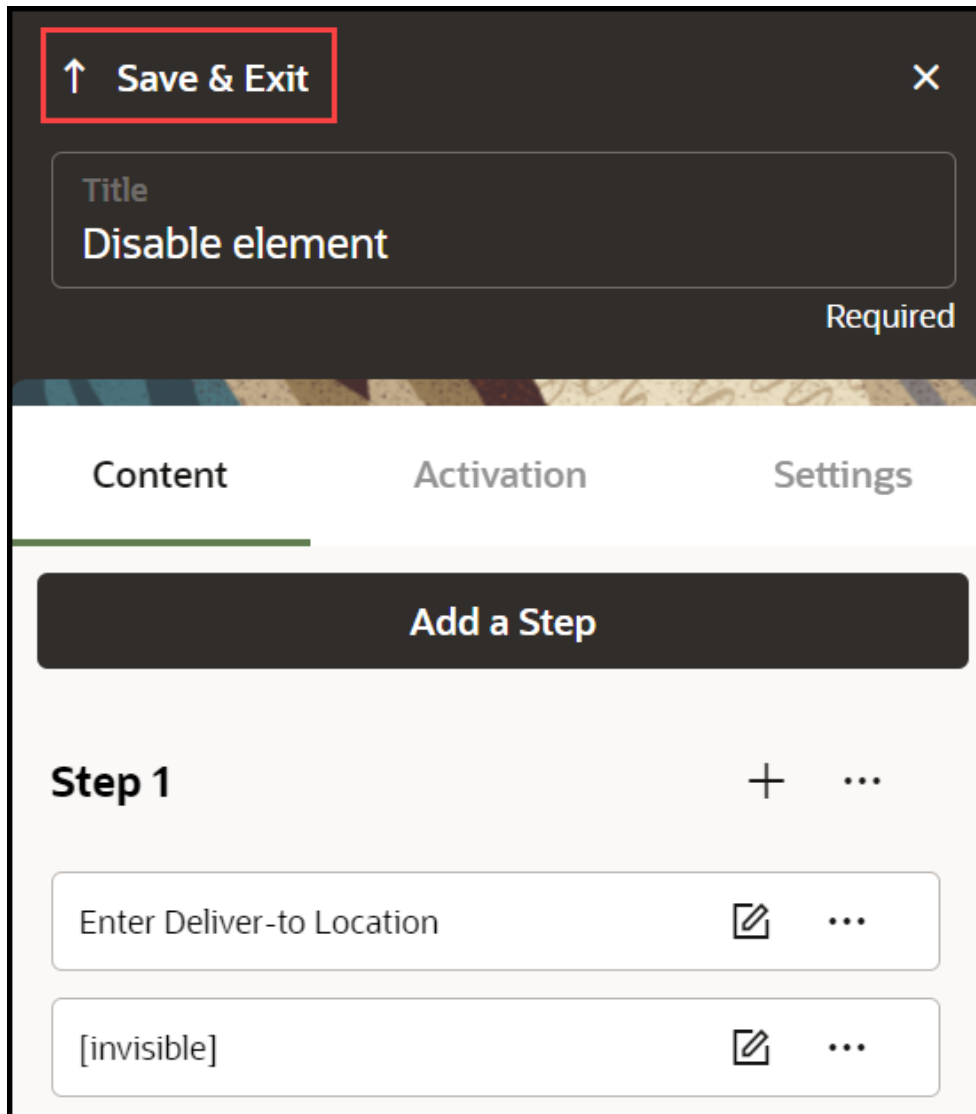 ↑ Save & Exit ×
Title
Disable element
Required
Content Activation Settings
Add a Step
Step 1 + ...
Enter Deliver-to Location ...
[invisible] ...